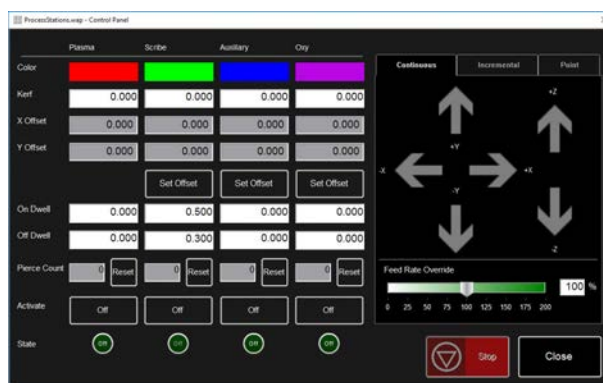 ProcessStations.wap - Control Panel
Plasma Scribe Auxiliary Oxy
Color
Kerf 0.000 0.000 0.000 0.000
X Offset 0.000 0.000 0.000 0.000
Y Offset 0.000 0.000 0.000 0.000
Set Offset Set Offset Set Offset
On Dwell 0.000 0.500 0.000 0.000
Off Dwell 0.000 0.300 0.000 0.000
Pierce Count 0 Reset 0 Reset 0 Reset 0 Reset
Activate Off Off Off Off
State Off Off Off Off
Continuous Incremental Point
+Z
+Y
-X +X
-Y
-Z
Feed Rate Override
100 %
0 25 50 75 100 125 150 175 200
Stop Close